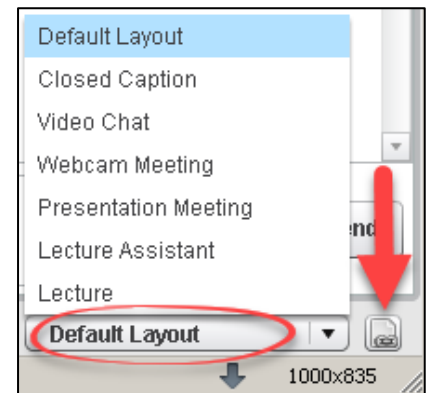 Default Layout
Closed Caption
Video Chat
Webcam Meeting
Presentation Meeting
Lecture Assistant
Lecture
Default Layout
1000x835